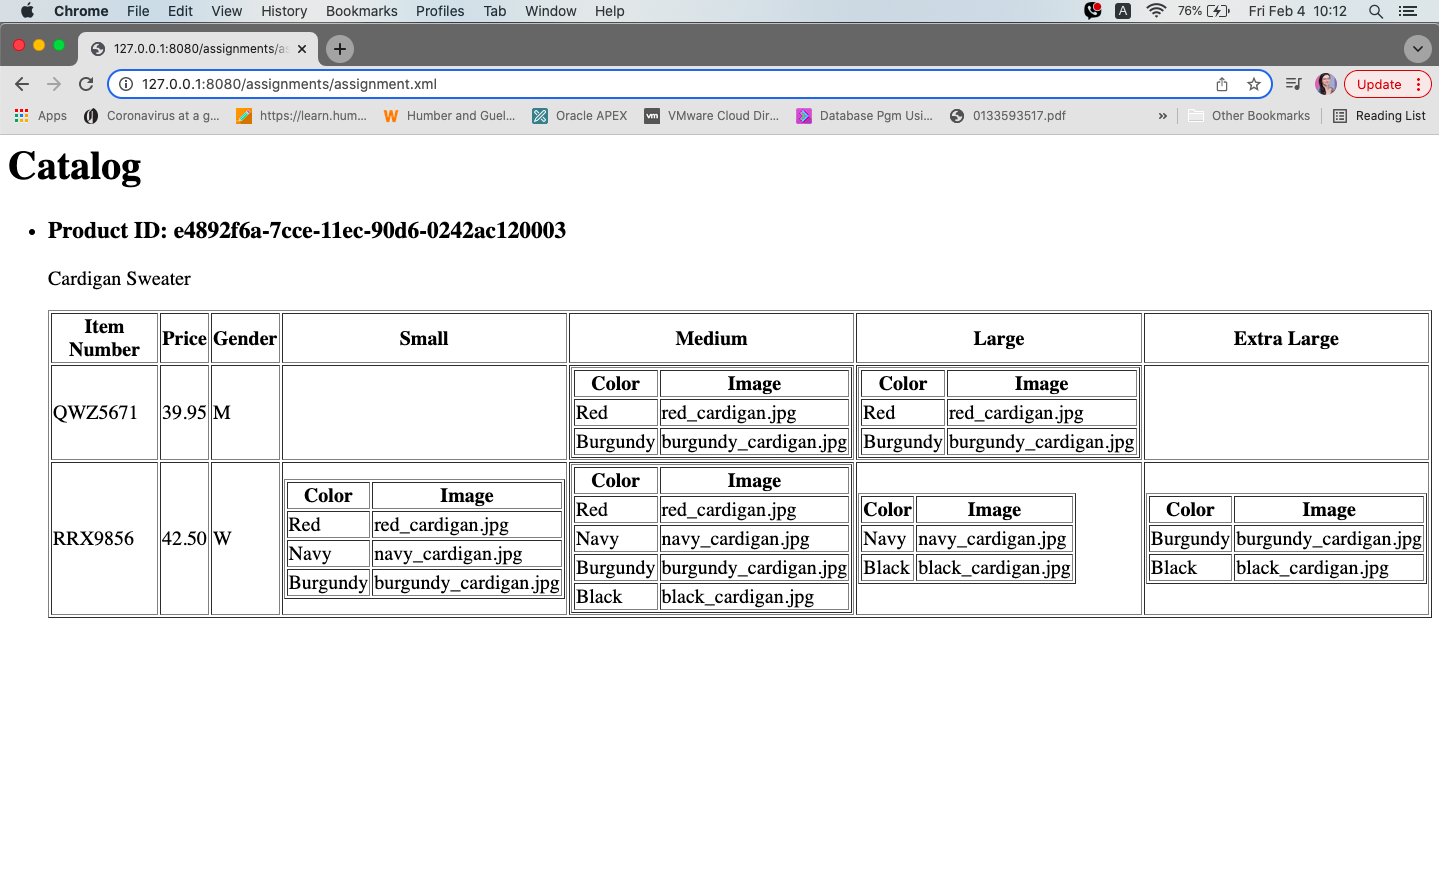 Chrome File Edit View History Bookmarks Profiles Tab Window Help A 76% Fri Feb 4 10:12
127.0.0.1:8080/assignments/as
127.0.0.1:8080/assignments/assignment.xml Update
Apps Coronavirus at a g... https://learn.hum... W Humber and Guel... Oracle APEX vm VMware Cloud Dir... Database Pgm Usi... 0133593517.pdf » Other Bookmarks Reading List
Catalog
• Product ID: e4892f6a-7cce-11ec-90d6-0242ac120003
Cardigan Sweater
Item Number Price Gender Small Medium Large Extra Large
QWZ5671 39.95 M
Color Image
Red red_cardigan.jpg
Burgundy burgundy_cardigan.jpg
Color Image
Red red_cardigan.jpg
Burgundy burgundy_cardigan.jpg
RRX9856 42.50 W
Color Image
Red red_cardigan.jpg
Navy navy_cardigan.jpg
Burgundy burgundy_cardigan.jpg
Color Image
Red red_cardigan.jpg
Navy navy_cardigan.jpg
Burgundy burgundy_cardigan.jpg
Black black_cardigan.jpg
Color Image
Navy navy_cardigan.jpg
Black black_cardigan.jpg
Color Image
Burgundy burgundy_cardigan.jpg
Black black_cardigan.jpg